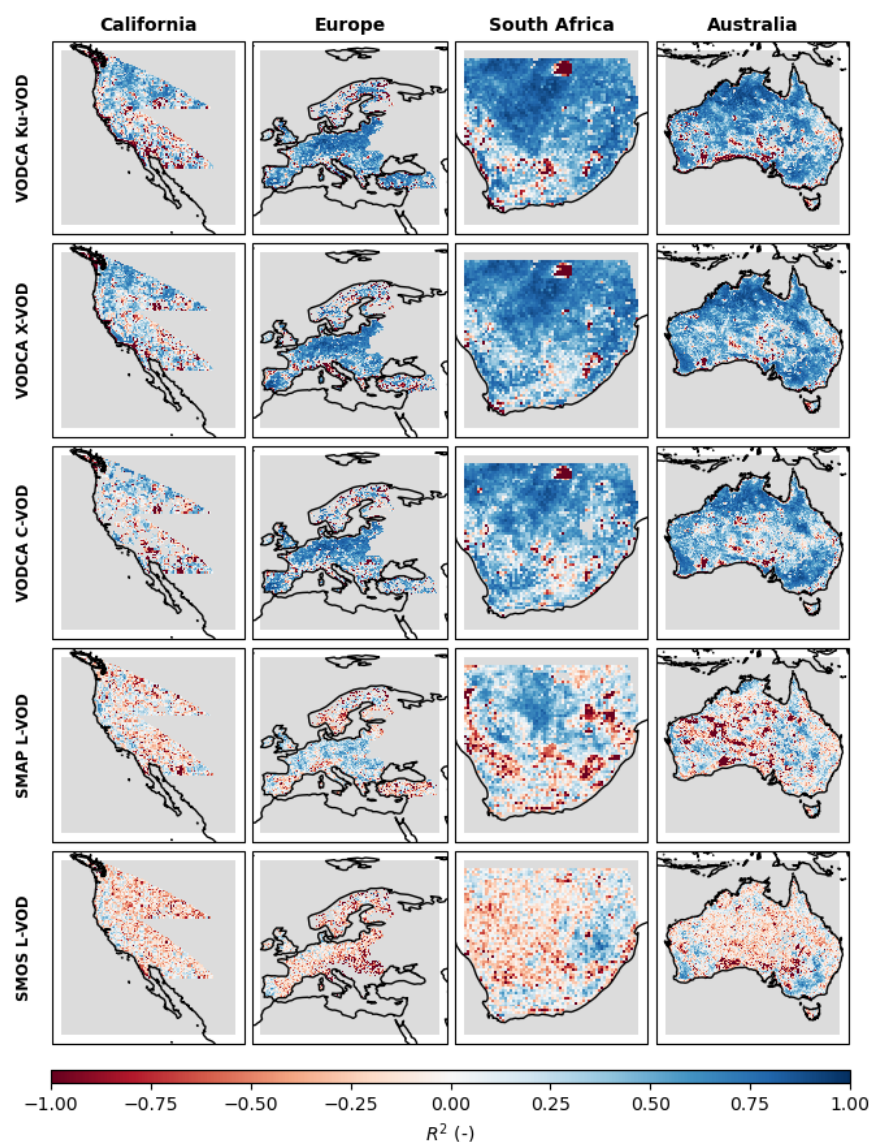 California Europe South Africa Australia
VODCA Ku-VOD
VODCA X-VOD
VODCA C-VOD
SMAP L-VOD
SMOS L-VOD
−1.00 −0.75 −0.50 −0.25 0.00 0.25 0.50 0.75 1.00
R² (-)